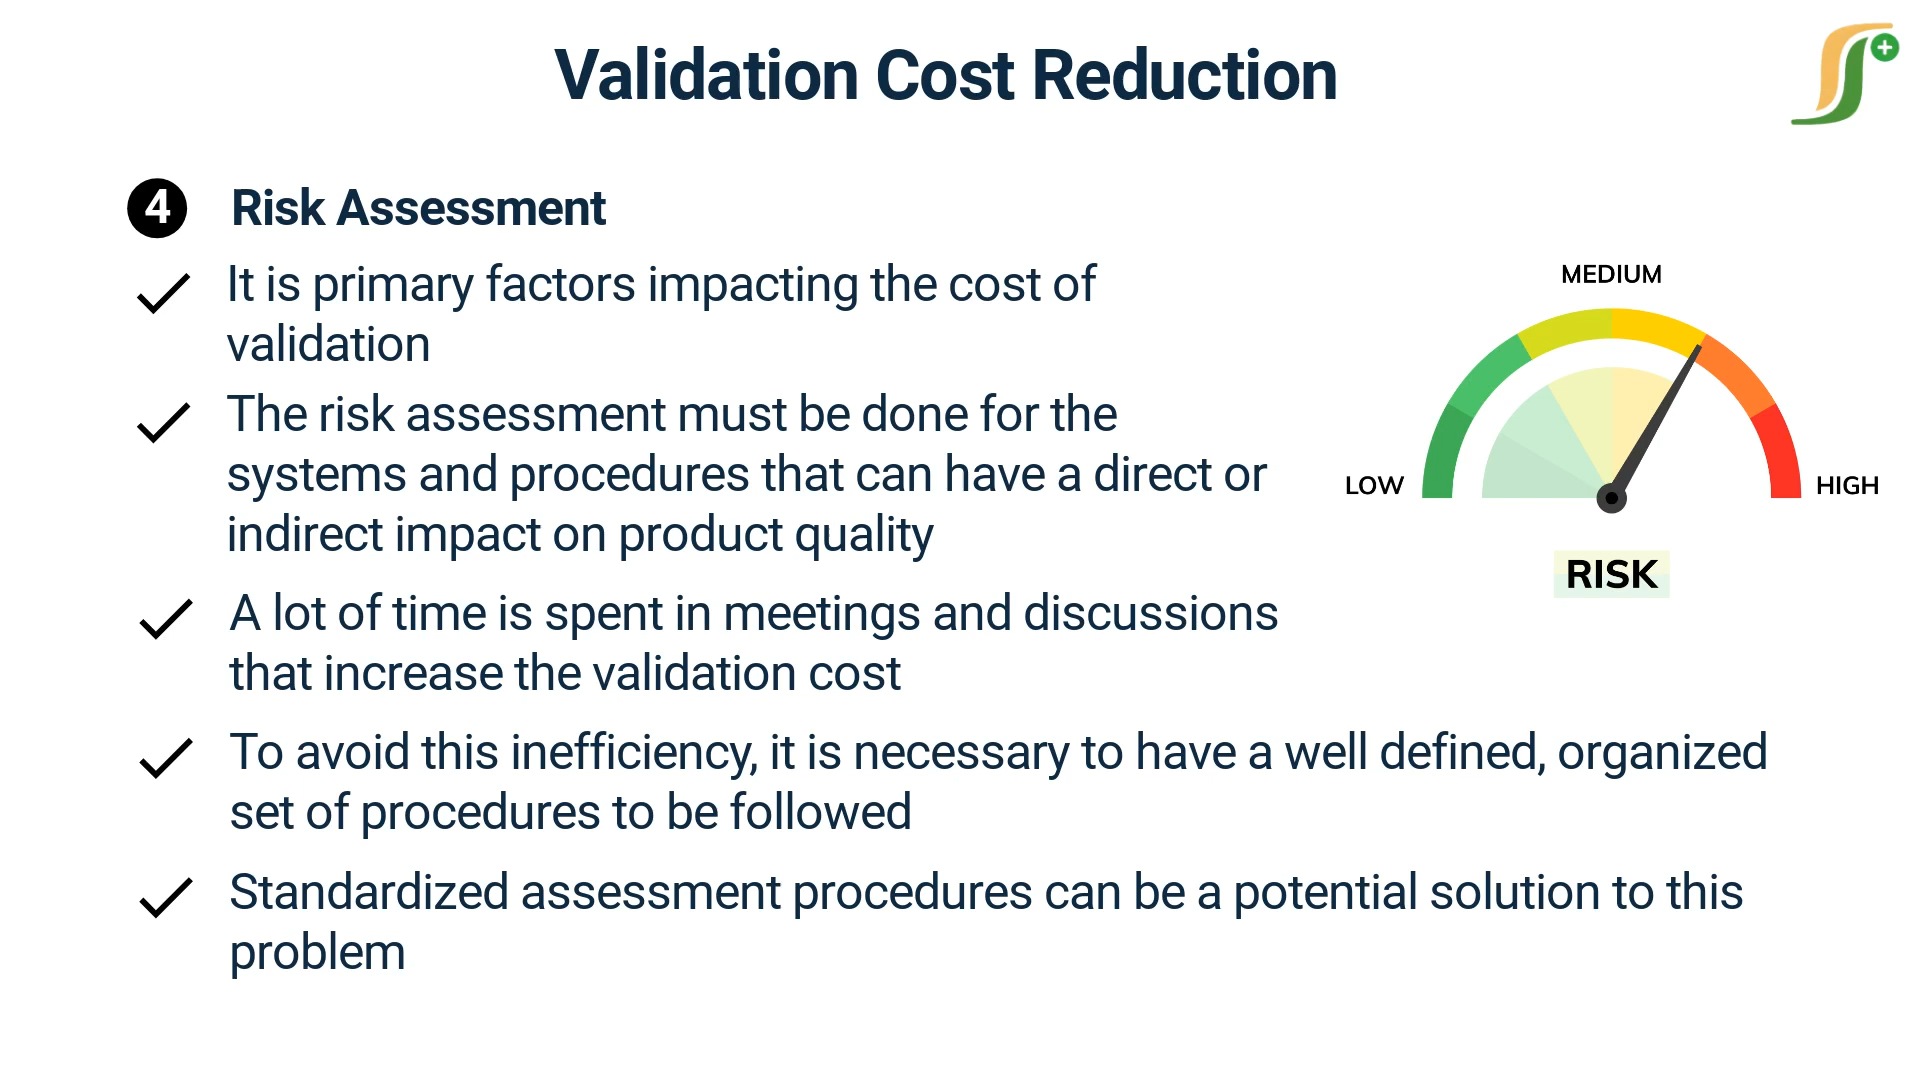 Validation Cost Reduction
4 Risk Assessment
It is primary factors impacting the cost of
validation
The risk assessment must be done for the
systems and procedures that can have a direct or
indirect impact on product quality
A lot of time is spent in meetings and discussions
that increase the validation cost
To avoid this inefficiency, it is necessary to have a well defined, organized
set of procedures to be followed
Standardized assessment procedures can be a potential solution to this
problem
MEDIUM
LOW
HIGH
RISK